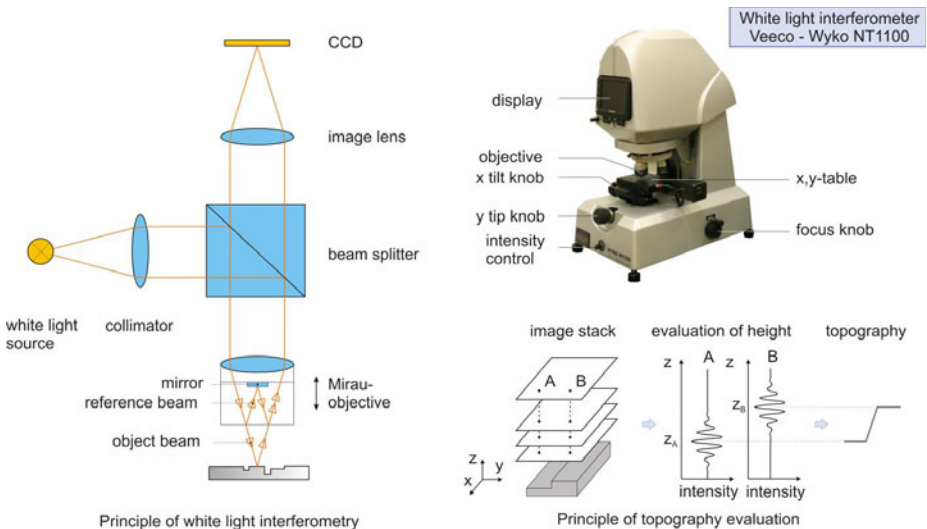 CCD
image lens
beam splitter
white light
source
collimator
mirror
reference beam
Mirau-
objective
object beam
Principle of white light interferometry
White light interferometer
Veeco - Wyko NT1100
display
objective
x tilt knob
y tip knob
intensity
control
x,y-table
focus knob
image stack
evaluation of height
topography
A
B
z
y
x
z
A
z
B
zB
zA
intensity
intensity
Principle of topography evaluation